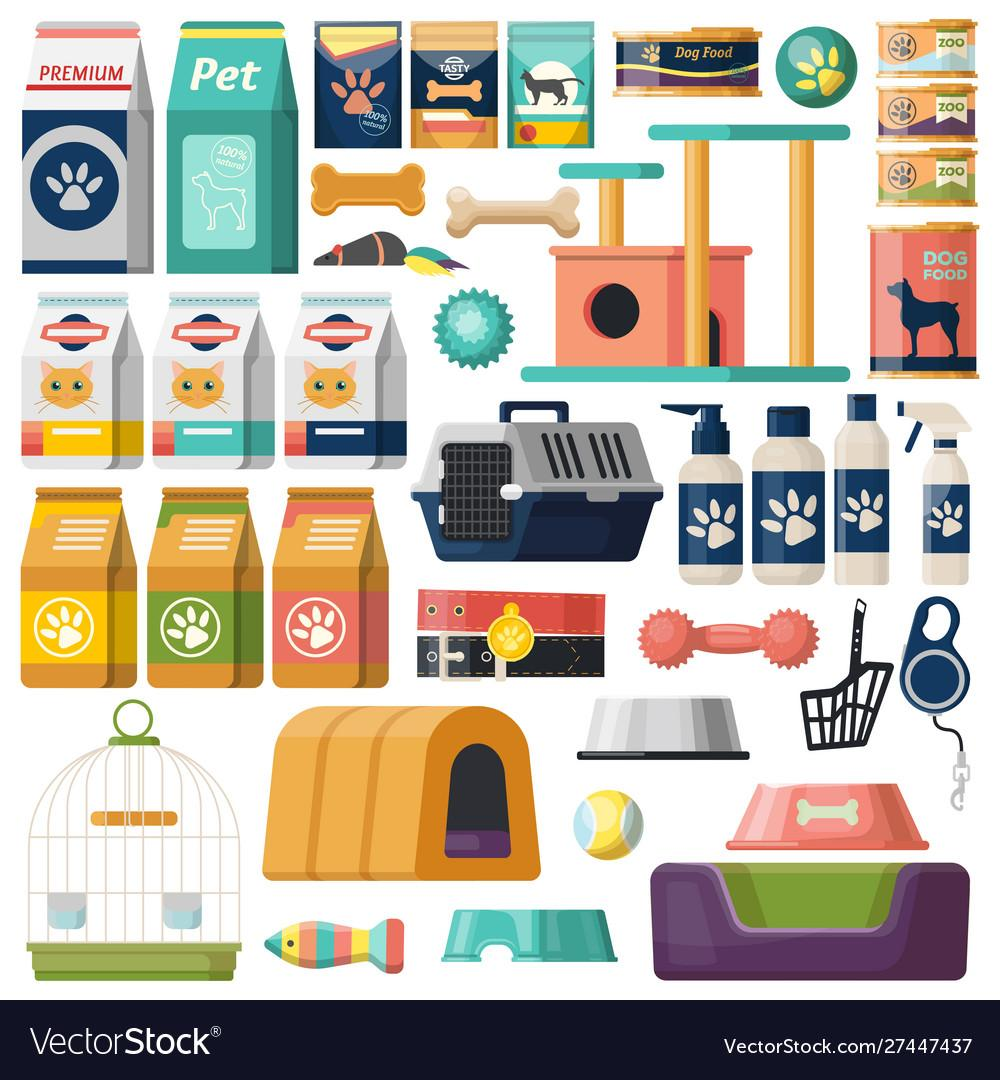 PREMIUM
Pet
100%
natural
100%
natural
TASTY
Dog Food
ZOO
ZOO
ZOO
DOG
FOOD
VectorStock®
VectorStock.com/27447437